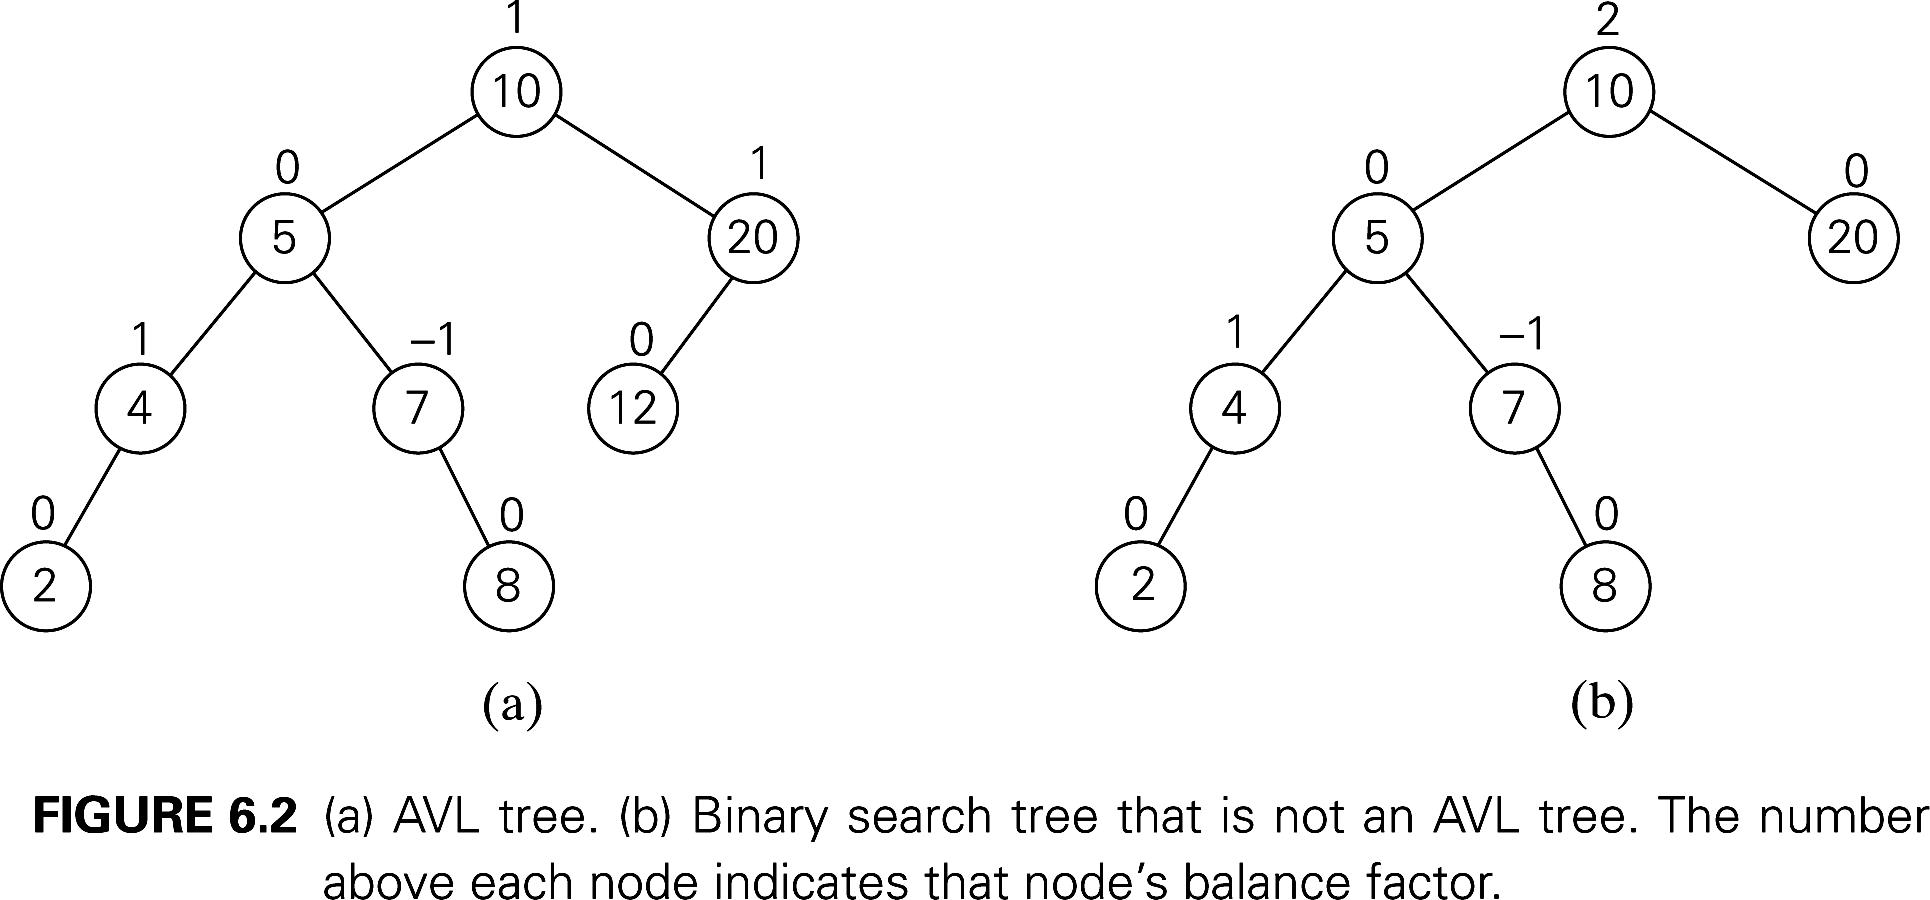 1 2
10 10
0 1 0 0
5 20 5 20
1 –1 0 1 –1
4 7 12 4 7
0 0 0 0
2 8 2 8
(a) (b)
FIGURE 6.2 (a) AVL tree. (b) Binary search tree that is not an AVL tree. The number
above each node indicates that node's balance factor.